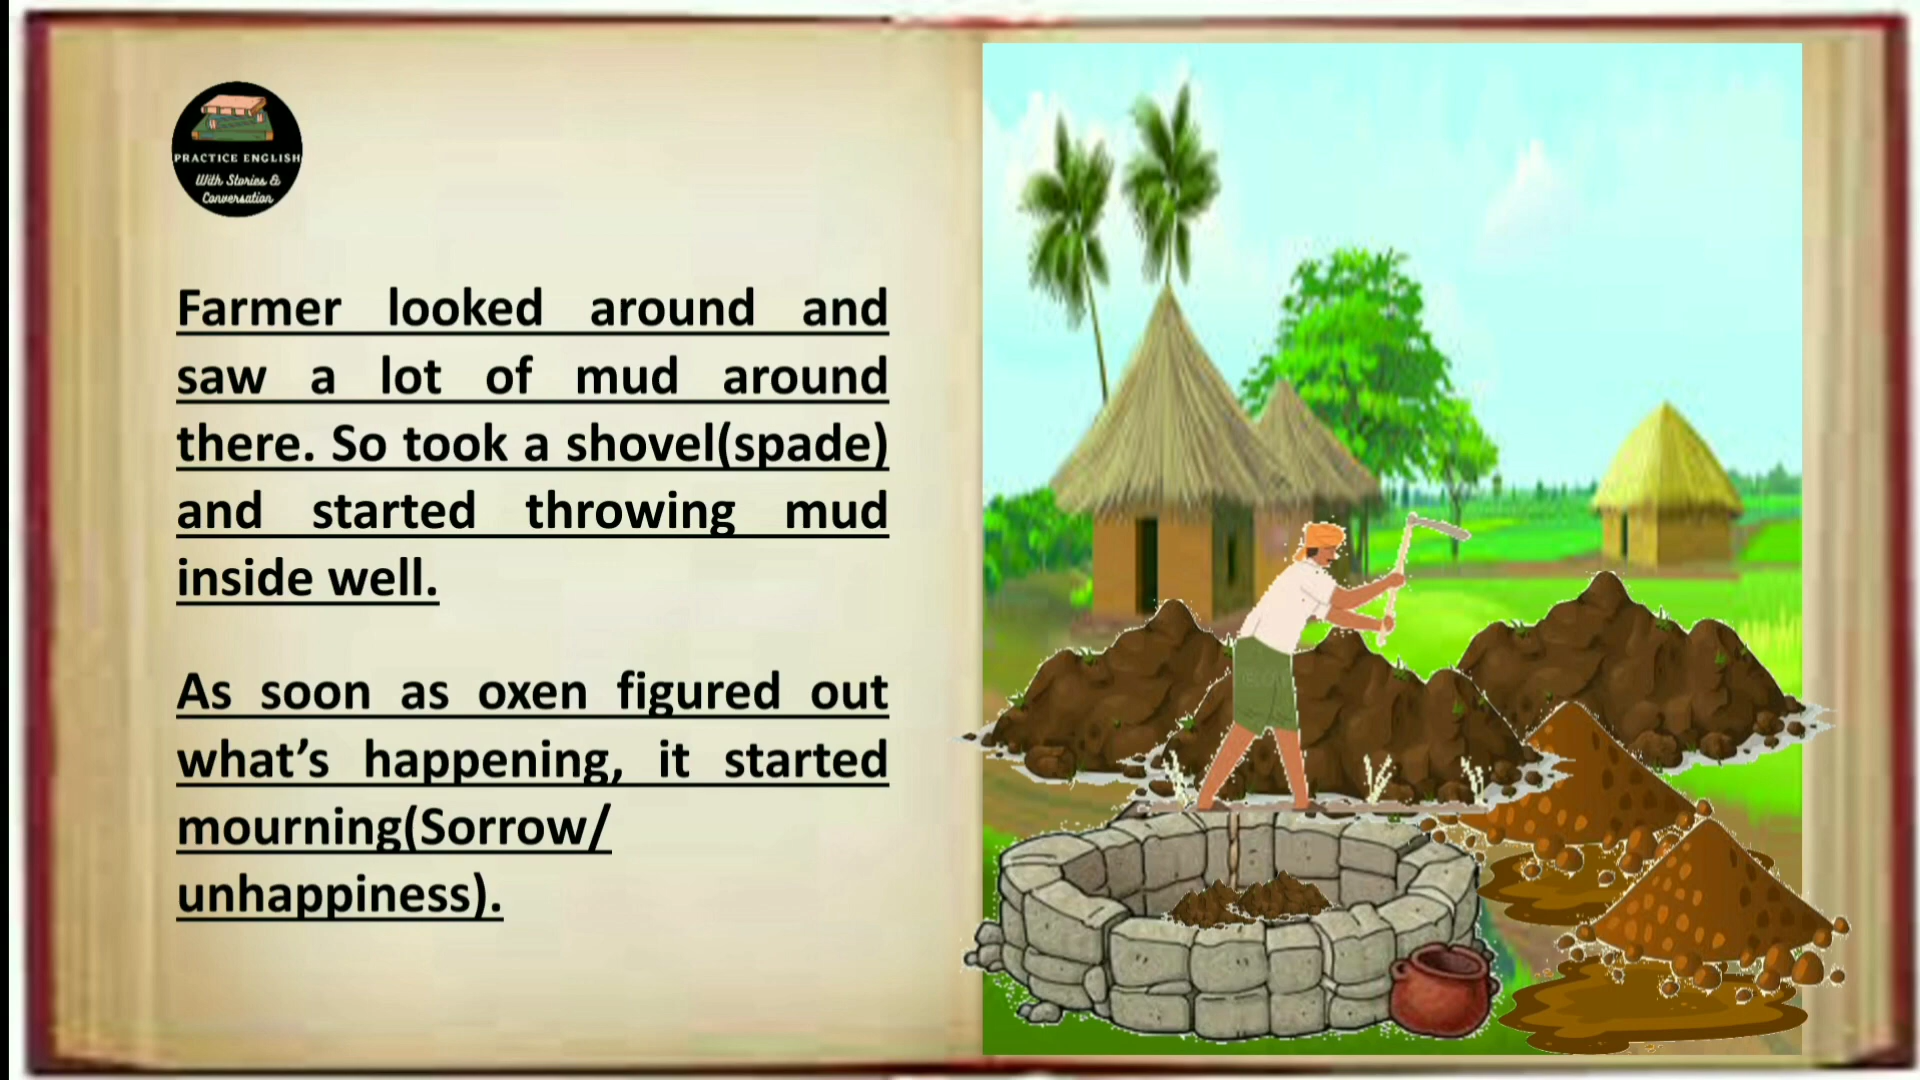 PRACTICE ENGLISH
With Stories &
Conversation
Farmer looked around and
saw a lot of mud around
there. So took a shovel(spade)
and started throwing mud
inside well.
As soon as oxen figured out
what’s happening, it started
mourning(Sorrow/
unhappiness).